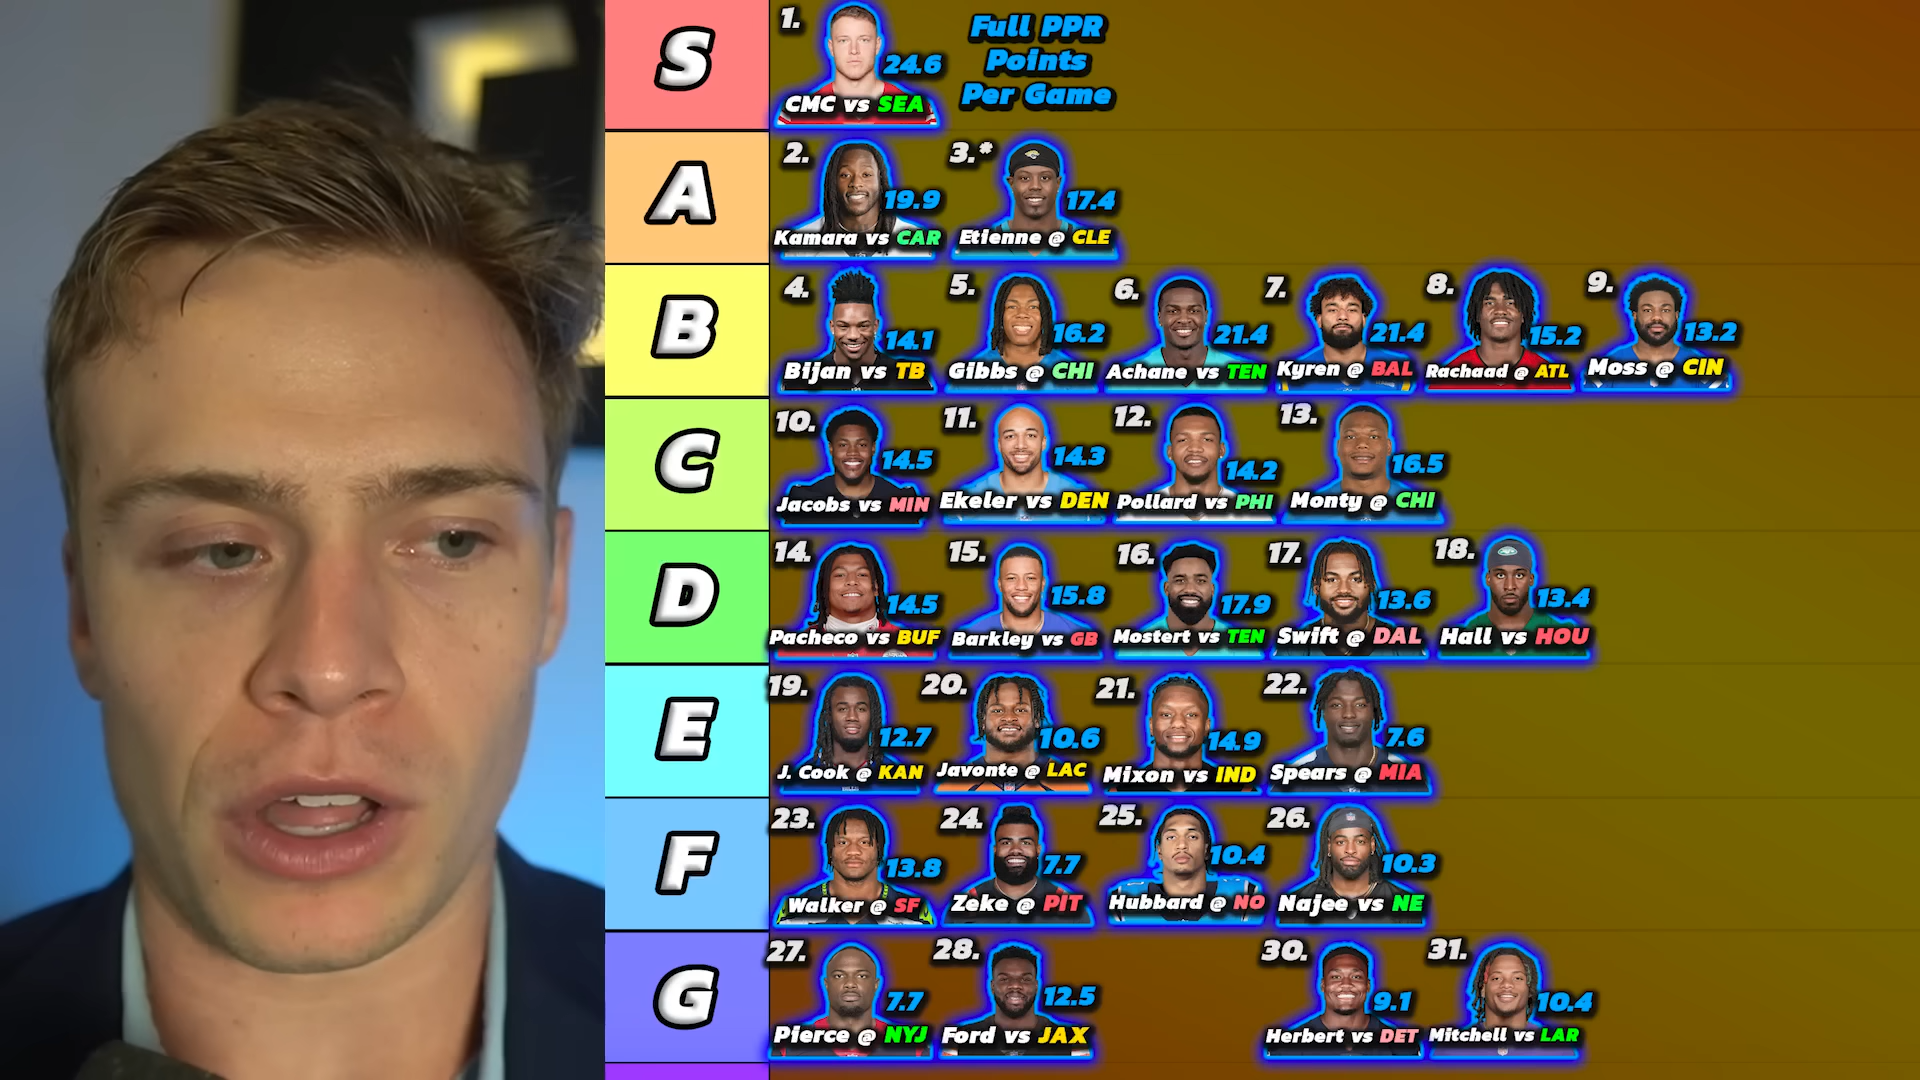 S
1.
24.6
CMC vs SEA
Full PPR
Points
Per Game
A
2.
19.9
Kamara vs CAR
3.*
17.4
Etienne @ CLE
B
4.
14.1
Bijan vs TB
5.
16.2
Gibbs @ CHI
6.
21.4
Achane vs TEN
7.
21.4
Kyren @ BAL
8.
15.2
Rachaad @ ATL
9.
13.2
Moss @ CIN
C
10.
14.5
Jacobs vs MIN
11.
14.3
Ekeler vs DEN
12.
14.2
Pollard vs PHI
13.
16.5
Monty @ CHI
D
14.
14.5
Pacheco vs BUF
15.
15.8
Barkley vs GB
16.
17.9
Mostert vs TEN
17.
13.6
Swift @ DAL
18.
13.4
Hall vs HOU
E
19.
12.7
J. Cook @ KAN
20.
10.6
Javonte @ LAC
21.
14.9
Mixon vs IND
22.
7.6
Spears @ MIA
F
23.
13.8
Walker @ SF
24.
7.7
Zeke @ PIT
25.
10.4
Hubbard @ NO
26.
10.3
Najee vs NE
G
27.
7.7
Pierce @ NYJ
28.
12.5
Ford vs JAX
30.
9.1
Herbert vs DET
31.
10.4
Mitchell vs LAR